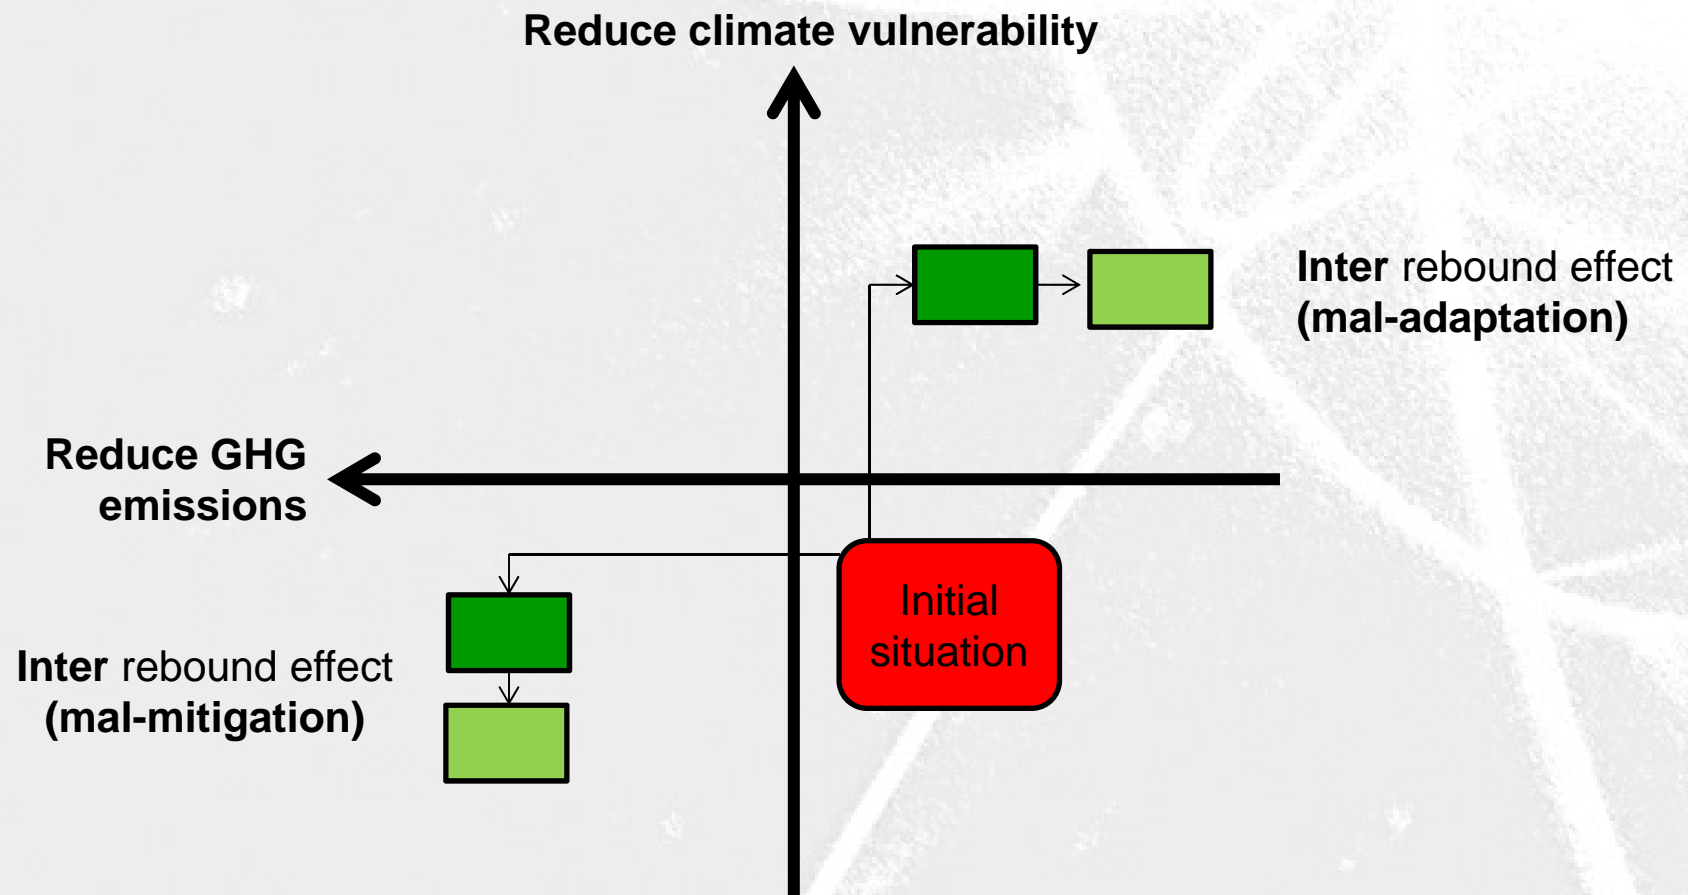 Reduce climate vulnerability
Inter rebound effect
(mal-adaptation)
Reduce GHG
emissions
Initial
situation
Inter rebound effect
(mal-mitigation)